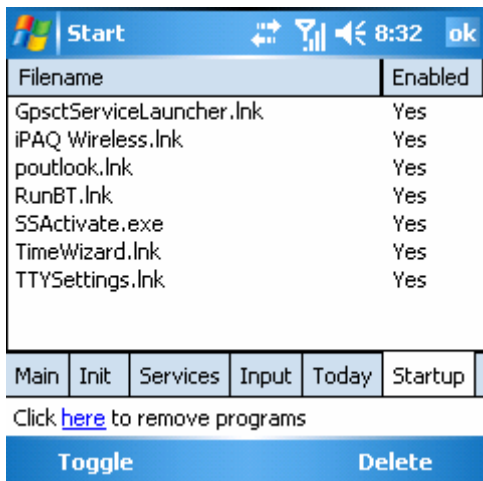 Start 8:32 ok
Filename Enabled
GpsctServiceLauncher.lnk Yes
iPAQ Wireless.lnk Yes
poutlook.lnk Yes
RunBT.lnk Yes
SSActivate.exe Yes
TimeWizard.lnk Yes
TTYSettings.lnk Yes
Main Init Services Input Today Startup
Click here to remove programs
Toggle Delete